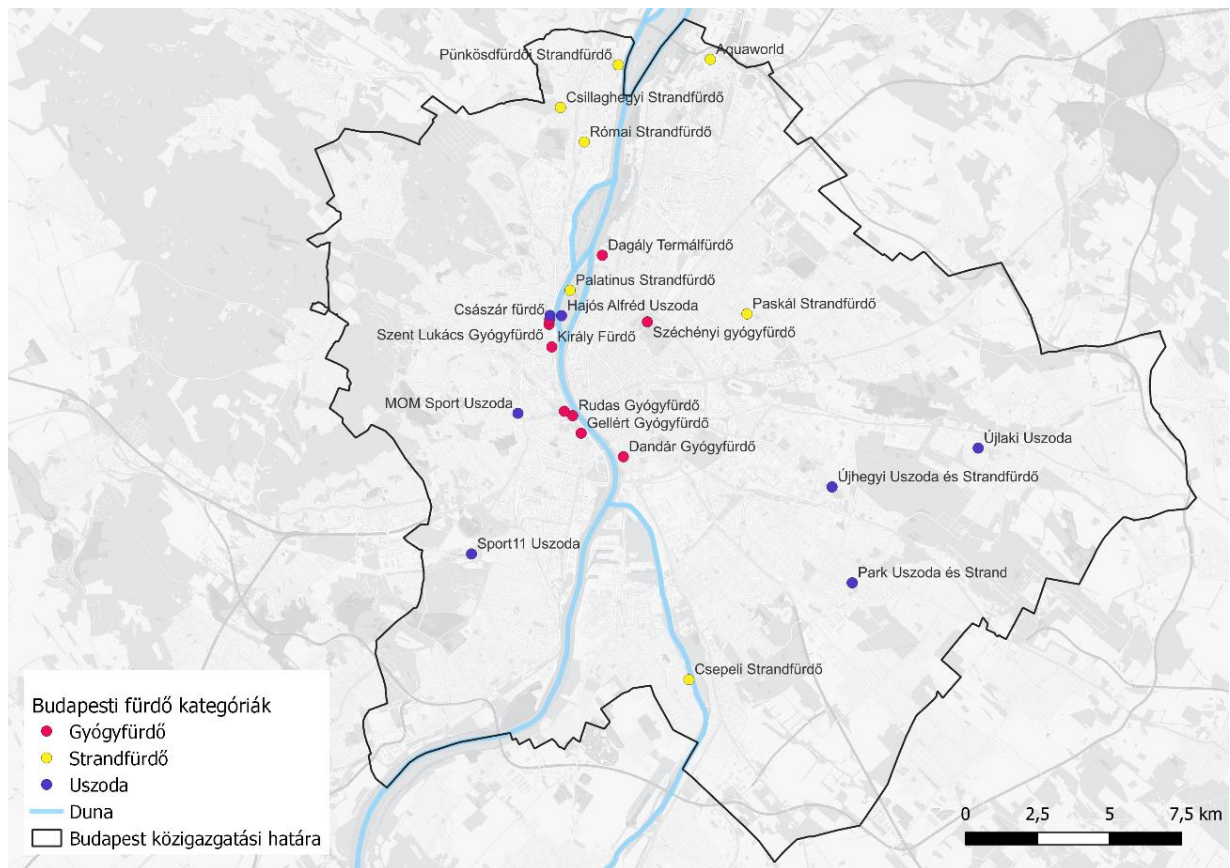 Pünkösdfürdői Strandfürdő
Aquaworld
Csillaghegyi Strandfürdő
Római Strandfürdő
Dagály Termálfürdő
Palatinus Strandfürdő
Császár fürdő
Hajós Alfréd Uszoda
Paskál Strandfürdő
Szent Lukács Gyógyfürdő
Király Fürdő
Széchényi gyógyfürdő
MOM Sport Uszoda
Rudas Gyógyfürdő
Gellért Gyógyfürdő
Dandár Gyógyfürdő
Újlaki Uszoda
Újhegyi Uszoda és Strandfürdő
Sport11 Uszoda
Park Uszoda és Strand
Csepeli Strandfürdő
Budapesti fürdő kategóriák
Gyógyfürdő
Strandfürdő
Uszoda
Duna
Budapest közigazgatási határa
0 2,5 5 7,5 km